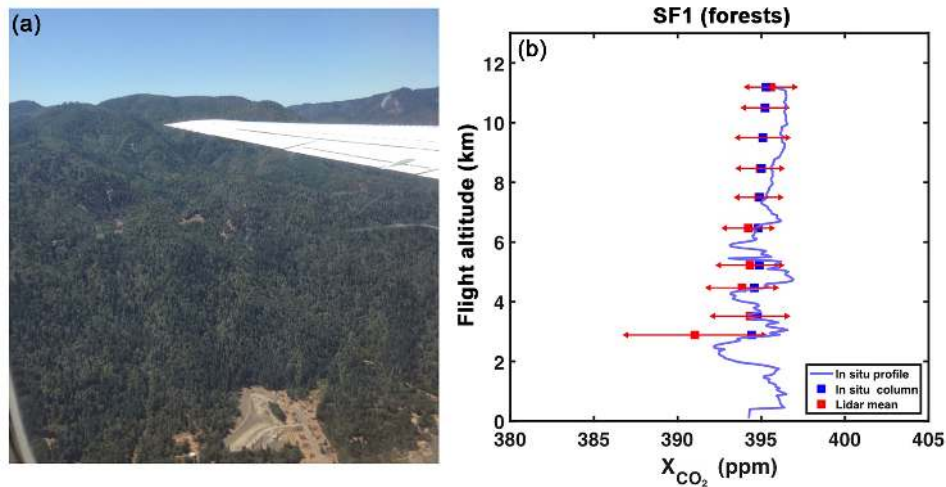 (a)
SF1 (forests)
(b)
12
10
8
6
4
2
0
Flight altitude (km)
In situ profile
In situ column
Lidar mean
380 385 390 395 400 405
X_CO₂ (ppm)